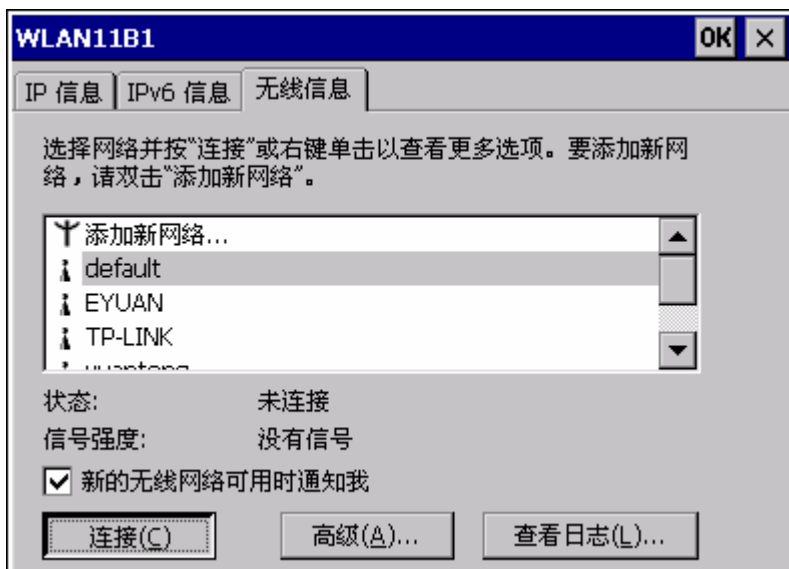 WLAN11B1 OK ×
IP 信息 IPv6 信息 无线信息
选择网络并按“连接”或右键单击以查看更多选项。要添加新网
络，请双击“添加新网络”。
添加新网络...
default
EYUAN
TP-LINK
状态: 未连接
信号强度: 没有信号
新的无线网络可用时通知我
连接(C) 高级(A)... 查看日志(L)...